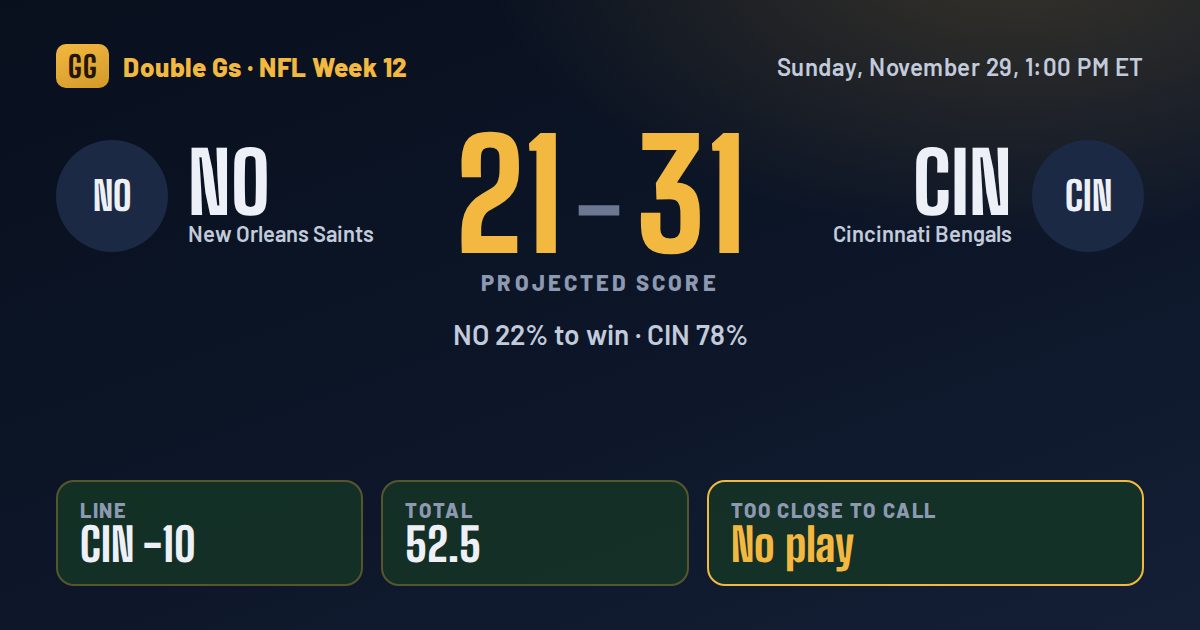 GG Double Gs · NFL Week 12
Sunday, November 29, 1:00 PM ET
NO
NO
New Orleans Saints
21 – 31
PROJECTED SCORE
NO 22% to win · CIN 78%
CIN
Cincinnati Bengals
CIN
LINE
CIN −10
TOTAL
52.5
TOO CLOSE TO CALL
No play